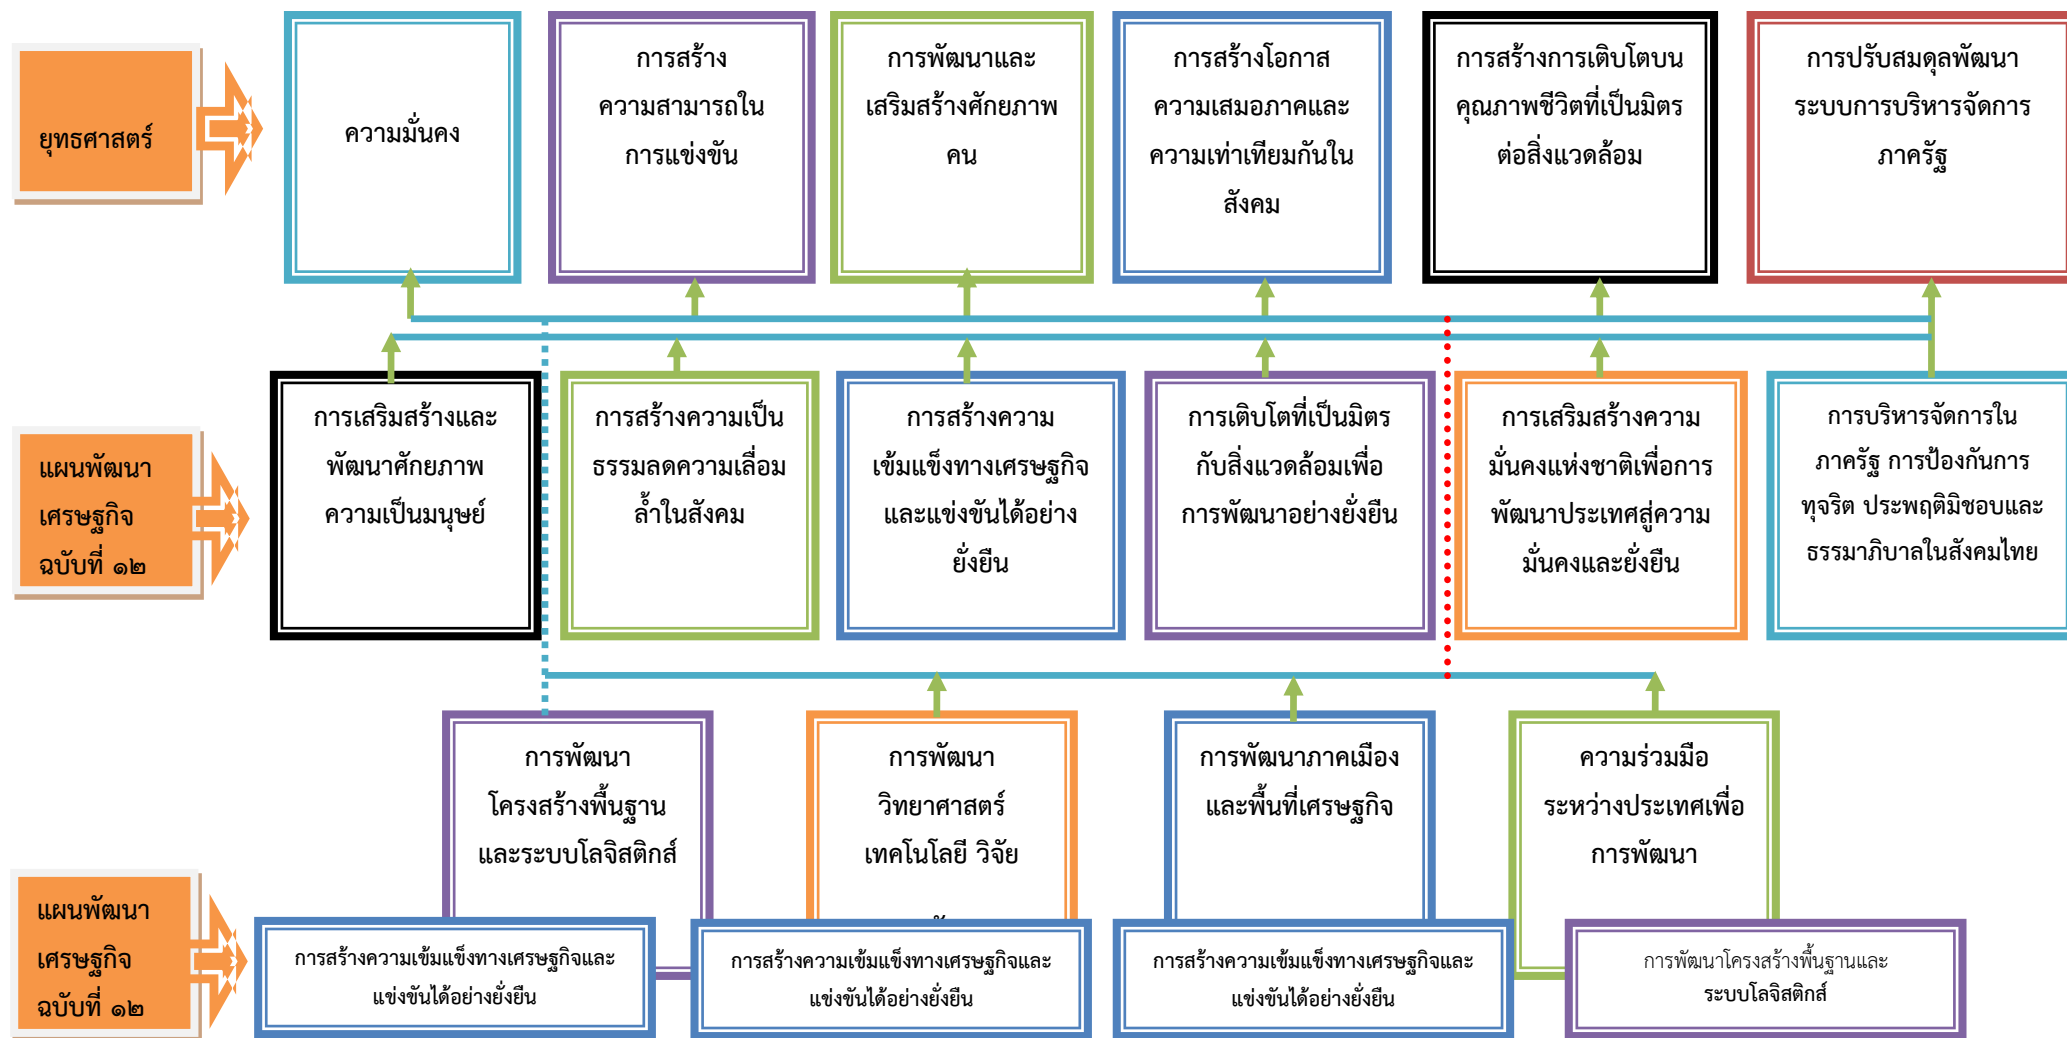 ยุทธศาสตร์
ความมั่นคง
การสร้าง
ความสามารถใน
การแข่งขัน
การพัฒนาและ
เสริมสร้างศักยภาพ
คน
การสร้างโอกาส
ความเสมอภาคและ
ความเท่าเทียมกันใน
สังคม
การสร้างการเติบโตบน
คุณภาพชีวิตที่เป็นมิตร
ต่อสิ่งแวดล้อม
การปรับสมดุลพัฒนา
ระบบการบริหารจัดการ
ภาครัฐ
แผนพัฒนา
เศรษฐกิจ
ฉบับที่ ๑๒
การเสริมสร้างและ
พัฒนาศักยภาพ
ความเป็นมนุษย์
การสร้างความเป็น
ธรรมลดความเลื่อม
ล้ำในสังคม
การสร้างความ
เข้มแข็งทางเศรษฐกิจ
และแข่งขันได้อย่าง
ยั่งยืน
การเติบโตที่เป็นมิตร
กับสิ่งแวดล้อมเพื่อ
การพัฒนาอย่างยั่งยืน
การเสริมสร้างความ
มั่นคงแห่งชาติเพื่อการ
พัฒนาประเทศสู่ความ
มั่นคงและยั่งยืน
การบริหารจัดการใน
ภาครัฐ การป้องกันการ
ทุจริต ประพฤติมิชอบและ
ธรรมาภิบาลในสังคมไทย
แผนพัฒนา
เศรษฐกิจ
ฉบับที่ ๑๒
การพัฒนา
โครงสร้างพื้นฐาน
และระบบโลจิสติกส์
การพัฒนา
วิทยาศาสตร์
เทคโนโลยี วิจัย
การพัฒนาภาคเมือง
และพื้นที่เศรษฐกิจ
ความร่วมมือ
ระหว่างประเทศเพื่อ
การพัฒนา
การสร้างความเข้มแข็งทางเศรษฐกิจและ
แข่งขันได้อย่างยั่งยืน
การสร้างความเข้มแข็งทางเศรษฐกิจและ
แข่งขันได้อย่างยั่งยืน
การสร้างความเข้มแข็งทางเศรษฐกิจและ
แข่งขันได้อย่างยั่งยืน
การพัฒนาโครงสร้างพื้นฐานและ
ระบบโลจิสติกส์